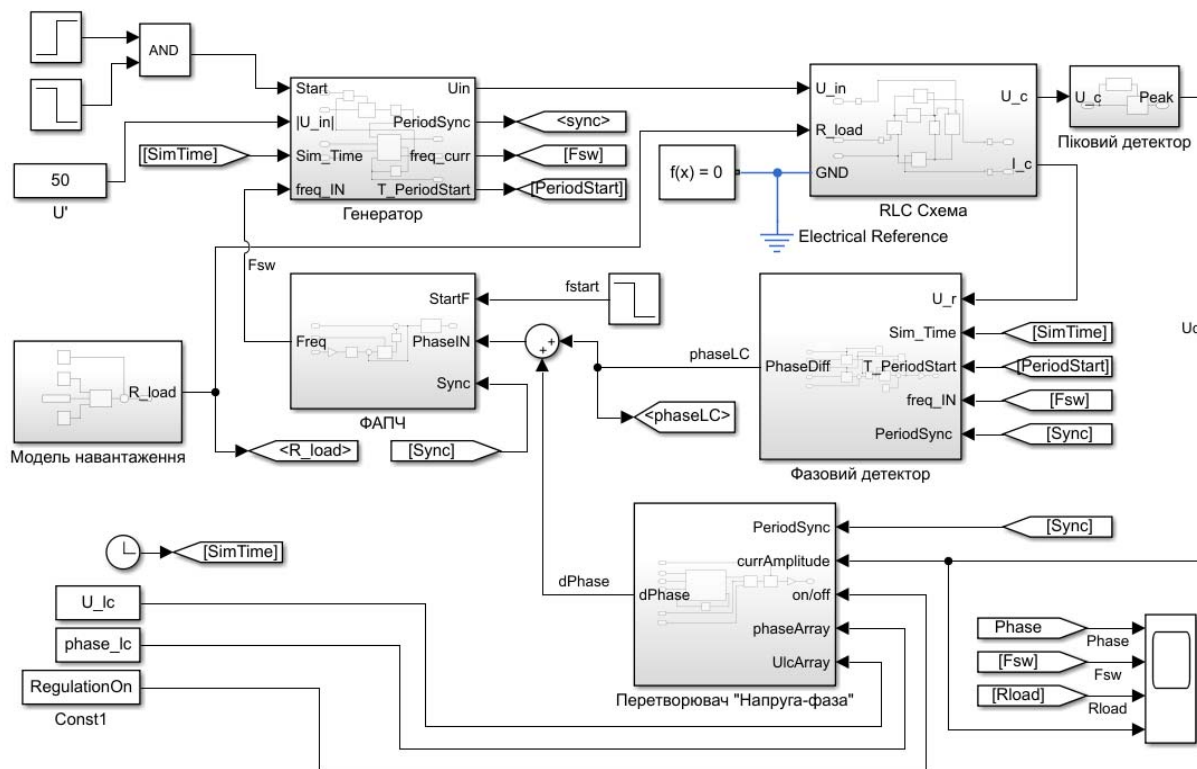 AND
Start
|U_in|
Sim_Time
freq_IN
Uin
PeriodSync
freq_curr
T_PeriodStart
Генератор
50
U'
[SimTime]
<sync>
[Fsw]
[PeriodStart]
U_in
R_load
GND
U_c
I_c
RLC Схема
U_c
Peak
Піковий детектор
f(x) = 0
Electrical Reference
Fsw
StartF
Freq
PhaseIN
Sync
ФАПЧ
fstart
+
+
phaseLC
<phaseLC>
U_r
Sim_Time
PhaseDiff
T_PeriodStart
freq_IN
PeriodSync
Фазовий детектор
[SimTime]
[PeriodStart]
[Fsw]
[Sync]
R_load
Модель навантаження
<R_load>
[Sync]
[SimTime]
U_lc
phase_lc
RegulationOn
Const1
dPhase
PeriodSync
currAmplitude
dPhase
on/off
phaseArray
UlcArray
Перетворювач "Напруга-фаза"
[Sync]
Phase
Phase
[Fsw]
Fsw
[Rload]
Rload